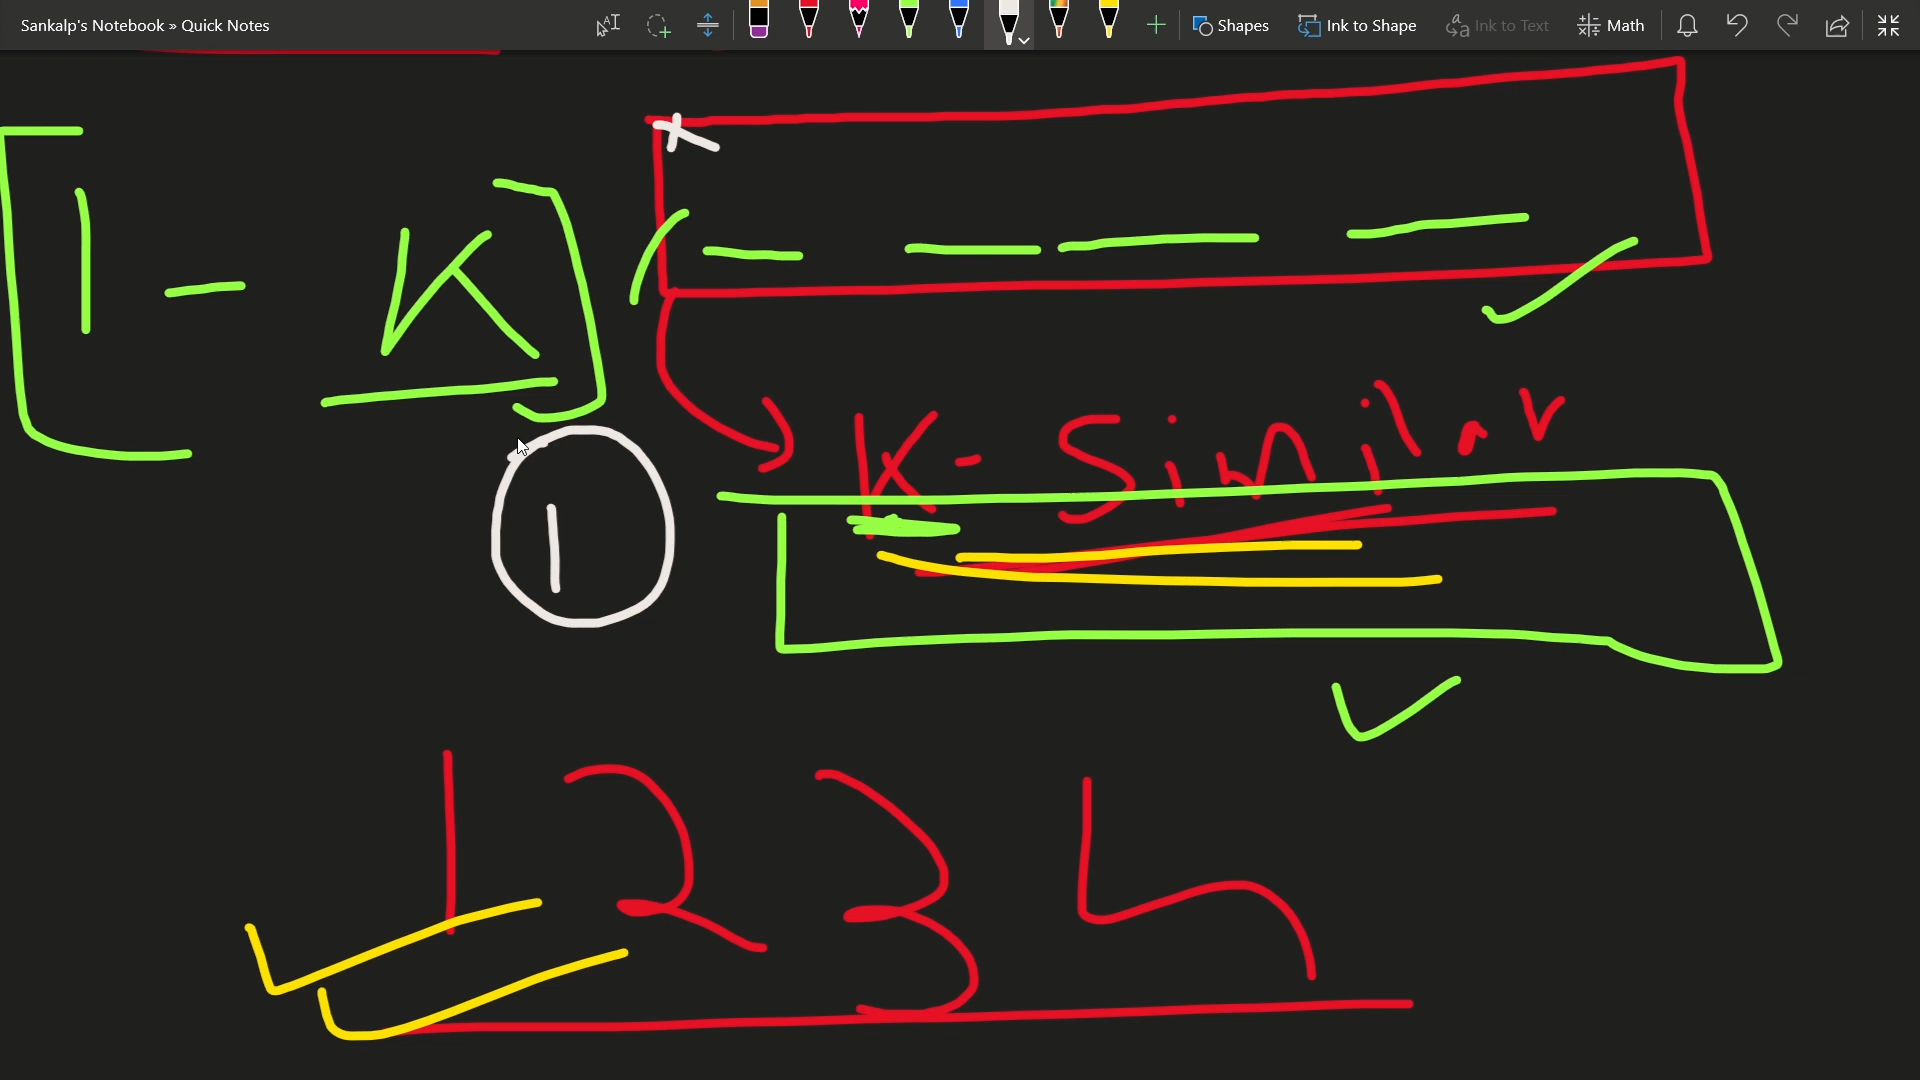 Sankalp's Notebook » Quick Notes
Shapes
Ink to Shape
Ink to Text
Math
[1 - K]
K- Similar
1
1 2 3 4